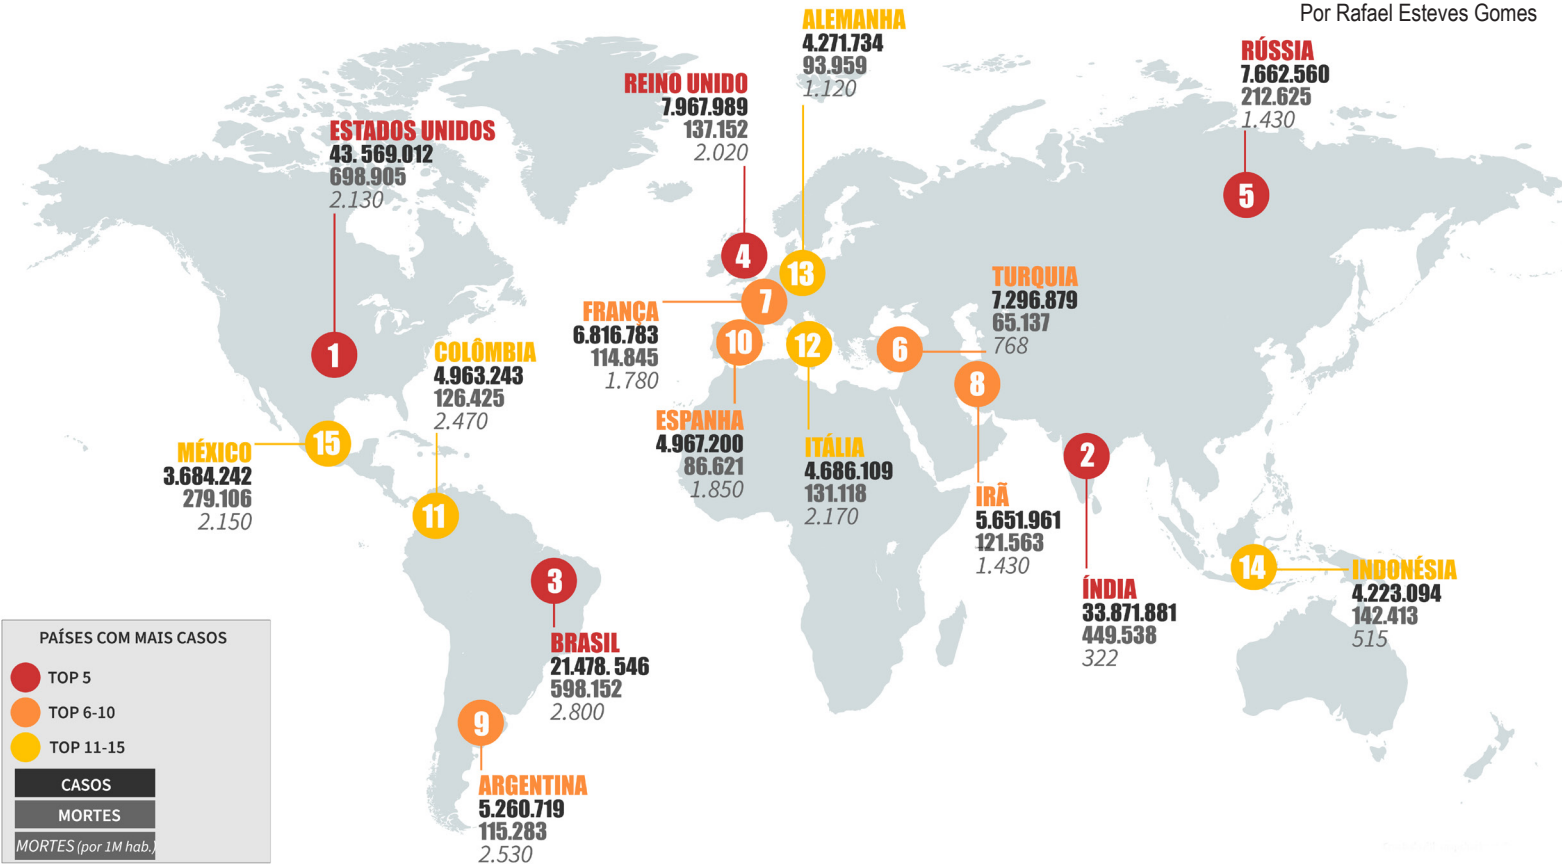 Por Rafael Esteves Gomes
ALEMANHA
4.271.734
93.959
1.120
RÚSSIA
7.662.560
212.625
1.430
5
REINO UNIDO
7.967.989
137.152
2.020
4
ESTADOS UNIDOS
43. 569.012
698.905
2.130
1
13
FRANÇA
6.816.783
114.845
1.780
7
TURQUIA
7.296.879
65.137
768
6
10
ESPANHA
4.967.200
86.621
1.850
12
ITÁLIA
4.686.109
131.118
2.170
8
IRÃ
5.651.961
121.563
1.430
COLÔMBIA
4.963.243
126.425
2.470
11
MÉXICO
3.684.242
279.106
2.150
15
2
ÍNDIA
33.871.881
449.538
322
14
INDONÉSIA
4.223.094
142.413
515
3
BRASIL
21.478. 546
598.152
2.800
9
ARGENTINA
5.260.719
115.283
2.530
PAÍSES COM MAIS CASOS
TOP 5
TOP 6-10
TOP 11-15
CASOS
MORTES
MORTES (por 1M hab.)